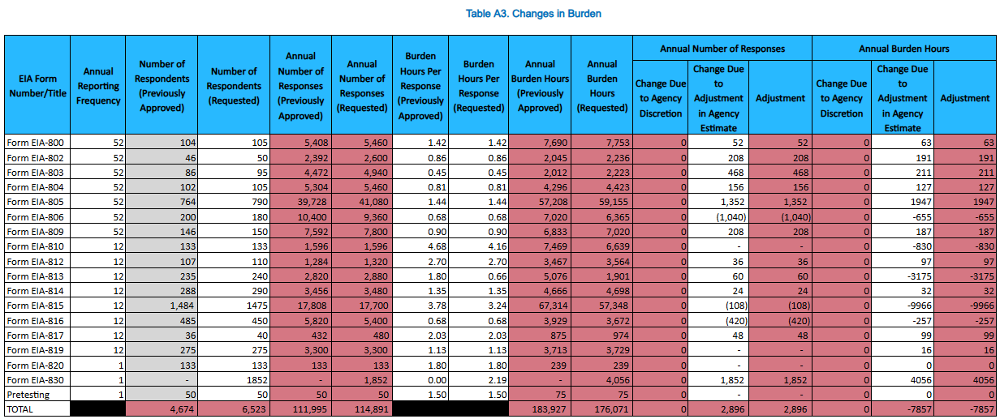 Table A3. Changes in Burden
EIA Form Number/Title | Annual Reporting Frequency | Number of Respondents (Previously Approved) | Number of Respondents (Requested) | Annual Number of Responses (Previously Approved) | Annual Number of Responses (Requested) | Burden Hours Per Response (Previously Approved) | Burden Hours Per Response (Requested) | Annual Burden Hours (Previously Approved) | Annual Burden Hours (Requested) | Annual Number of Responses | Annual Burden Hours
Change Due to Agency Discretion | Change Due to Adjustment in Agency Estimate | Adjustment | Change Due to Agency Discretion | Change Due to Adjustment in Agency Estimate | Adjustment
Form EIA-800 | 52 | 104 | 105 | 5,408 | 5,460 | 1.42 | 1.42 | 7,690 | 7,753 | 0 | 52 | 52 | 0 | 63 | 63
Form EIA-802 | 52 | 46 | 50 | 2,392 | 2,600 | 0.86 | 0.86 | 2,045 | 2,236 | 0 | 208 | 208 | 0 | 191 | 191
Form EIA-803 | 52 | 86 | 95 | 4,472 | 4,940 | 0.45 | 0.45 | 2,012 | 2,223 | 0 | 468 | 468 | 0 | 211 | 211
Form EIA-804 | 52 | 102 | 105 | 5,304 | 5,460 | 0.81 | 0.81 | 4,296 | 4,423 | 0 | 156 | 156 | 0 | 127 | 127
Form EIA-805 | 52 | 764 | 790 | 39,728 | 41,080 | 1.44 | 1.44 | 57,208 | 59,155 | 0 | 1,352 | 1,352 | 0 | 1947 | 1947
Form EIA-806 | 52 | 200 | 180 | 10,400 | 9,360 | 0.68 | 0.68 | 7,020 | 6,365 | 0 | (1,040) | (1,040) | 0 | -655 | -655
Form EIA-809 | 52 | 146 | 150 | 7,592 | 7,800 | 0.90 | 0.90 | 6,833 | 7,020 | 0 | 208 | 208 | 0 | 187 | 187
Form EIA-810 | 12 | 133 | 133 | 1,596 | 1,596 | 4.68 | 4.16 | 7,469 | 6,639 | 0 | - | - | 0 | -830 | -830
Form EIA-812 | 12 | 107 | 110 | 1,284 | 1,320 | 2.70 | 2.70 | 3,467 | 3,564 | 0 | 36 | 36 | 0 | 97 | 97
Form EIA-813 | 12 | 235 | 240 | 2,820 | 2,880 | 1.80 | 0.66 | 5,076 | 1,901 | 0 | 60 | 60 | 0 | -3175 | -3175
Form EIA-814 | 12 | 288 | 290 | 3,456 | 3,480 | 1.35 | 1.35 | 4,666 | 4,698 | 0 | 24 | 24 | 0 | 32 | 32
Form EIA-815 | 12 | 1,484 | 1475 | 17,808 | 17,700 | 3.78 | 3.24 | 67,314 | 57,348 | 0 | (108) | (108) | 0 | -9966 | -9966
Form EIA-816 | 12 | 485 | 450 | 5,820 | 5,400 | 0.68 | 0.68 | 3,929 | 3,672 | 0 | (420) | (420) | 0 | -257 | -257
Form EIA-817 | 12 | 36 | 40 | 432 | 480 | 2.03 | 2.03 | 875 | 974 | 0 | 48 | 48 | 0 | 99 | 99
Form EIA-819 | 12 | 275 | 275 | 3,300 | 3,300 | 1.13 | 1.13 | 3,713 | 3,729 | 0 | - | - | 0 | 16 | 16
Form EIA-820 | 1 | 133 | 133 | 133 | 133 | 1.80 | 1.80 | 239 | 239 | 0 | - | - | 0 | 0 | 0
Form EIA-830 | 1 | - | 1852 | - | 1,852 | 0.00 | 2.19 | - | 4,056 | 0 | 1,852 | 1,852 | 0 | 4056 | 4056
Pretesting | 1 | 50 | 50 | 50 | 50 | 1.50 | 1.50 | 75 | 75 | 0 | - | - | 0 | 0 | 0
TOTAL | 4,674 | 6,523 | 111,995 | 114,891 | 183,927 | 176,071 | 0 | 2,896 | 2,896 | 0 | -7857 | -7857